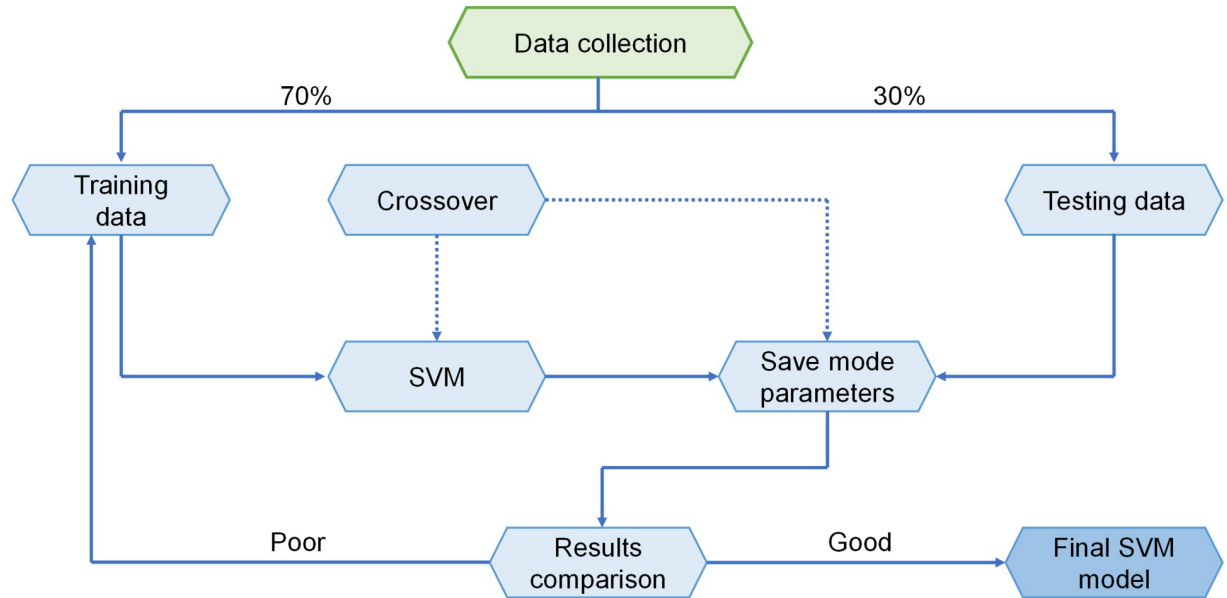 Data collection
70%
30%
Training
data
Crossover
Testing data
SVM
Save mode
parameters
Poor
Results
comparison
Good
Final SVM
model